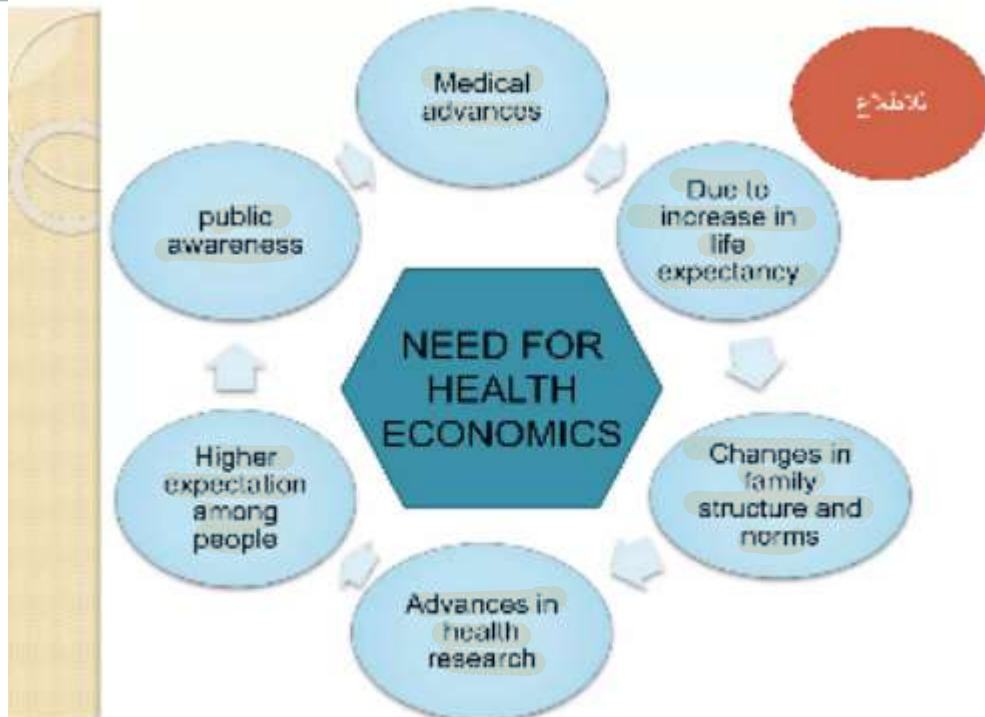 Medical
advances
للاطلاع
Due to
increase in
life
expectancy
public
awareness
NEED FOR
HEALTH
ECONOMICS
Changes in
family
structure and
norms
Higher
expectation
among
people
Advances in
health
research